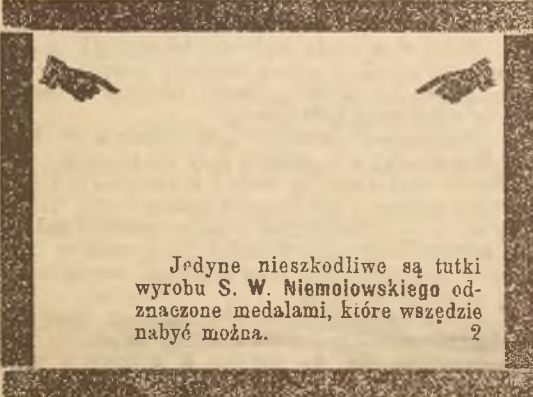 Jedyne nieszkodliwe są tutki
wyrobu S. W. Niemojowskiego od-
znaczone medalami, które wszędzie
nabyć można. 2